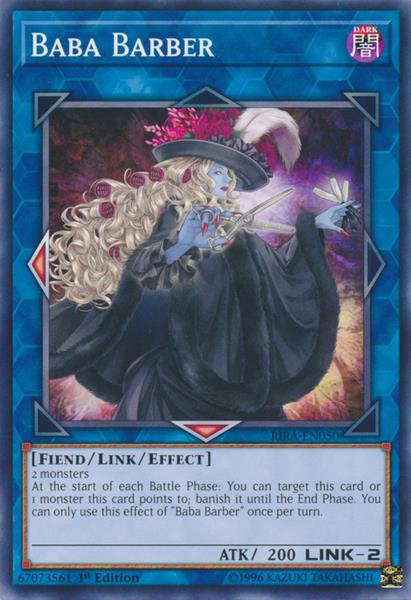 BABA BARBER
DARK
闇
RIRA-EN050
[FIEND/LINK/EFFECT]
2 monsters
At the start of each Battle Phase: You can target this card or
1 monster this card points to; banish it until the End Phase. You
can only use this effect of "Baba Barber" once per turn.
ATK/ 200 LINK-2
67073561 1st Edition ©1996 KAZUKI TAKAHASHI